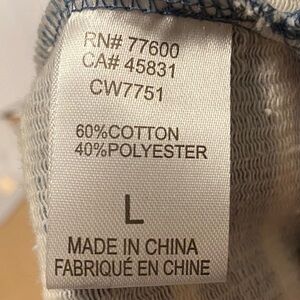 RN# 77600
CA# 45831
CW7751
60%COTTON
40%POLYESTER
L
MADE IN CHINA
FABRIQUÉ EN CHINE